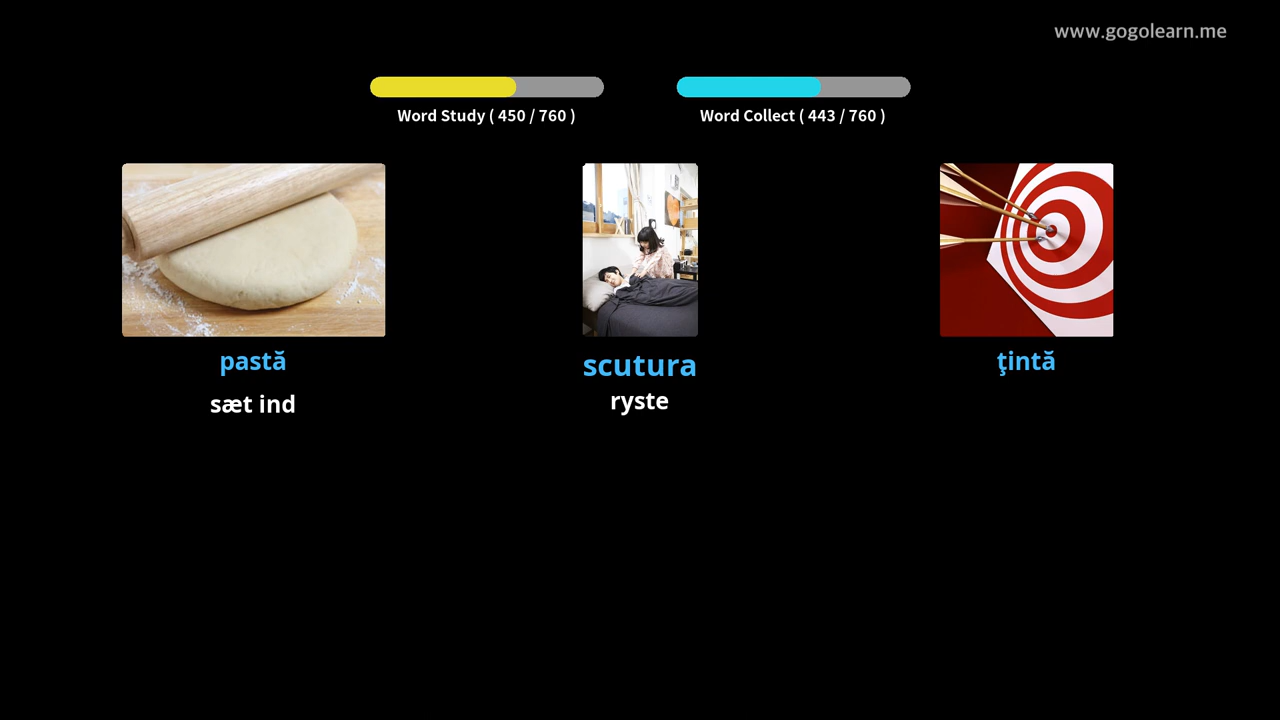 www.gogolearn.me
Word Study ( 450 / 760 )
Word Collect ( 443 / 760 )
pastă
scutura
ţintă
sæt ind
ryste